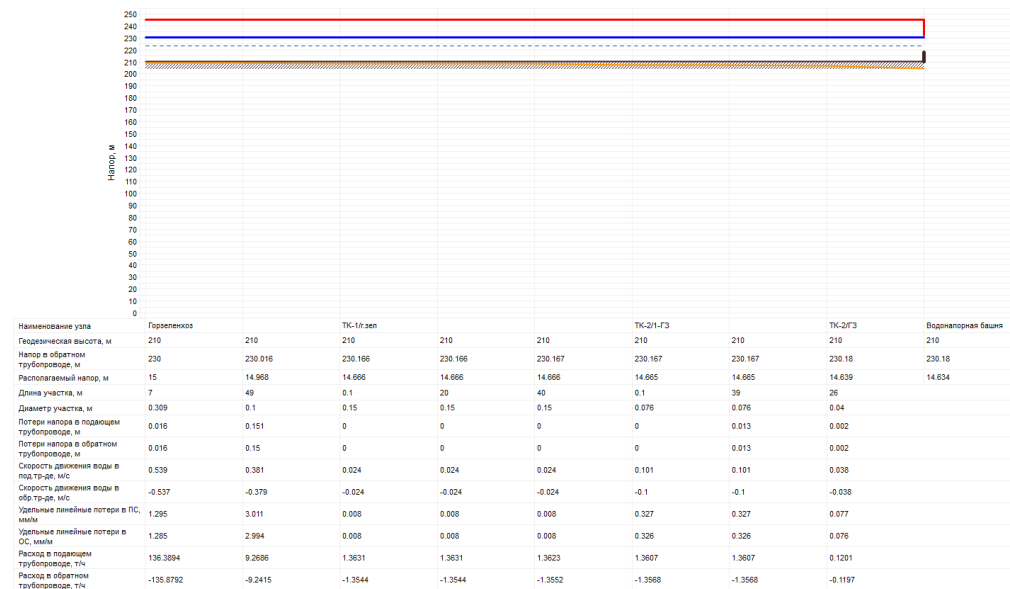 250
240
230
220
210
200
190
180
170
160
150
140
130
120
110
100
90
80
70
60
50
40
30
20
10
0
Напор, м
Наименование узла Горзеленхоз ТК-1/г.зел ТК-2/1-ГЗ ТК-2/ГЗ Водонапорная башня
Геодезическая высота, м 210 210 210 210 210 210 210 210 210
Напор в обратном
трубопроводе, м 230 230.016 230.166 230.166 230.167 230.167 230.167 230.18 230.18
Располагаемый напор, м 15 14.968 14.666 14.666 14.666 14.665 14.665 14.639 14.634
Длина участка, м 7 49 0.1 20 40 0.1 39 26
Диаметр участка, м 0.309 0.1 0.15 0.15 0.15 0.076 0.076 0.04
Потери напора в подающем
трубопроводе, м 0.016 0.151 0 0 0 0 0.013 0.002
Потери напора в обратном
трубопроводе, м 0.016 0.15 0 0 0 0 0.013 0.002
Скорость движения воды в
под.тр-де, м/с 0.539 0.381 0.024 0.024 0.024 0.101 0.101 0.038
Скорость движения воды в
обр.тр-де, м/с -0.537 -0.379 -0.024 -0.024 -0.024 -0.1 -0.1 -0.038
Удельные линейные потери в ПС,
мм/м 1.295 3.011 0.008 0.008 0.008 0.327 0.327 0.077
Удельные линейные потери в
ОС, мм/м 1.285 2.994 0.008 0.008 0.008 0.326 0.326 0.076
Расход в подающем
трубопроводе, т/ч 136.3894 9.2686 1.3631 1.3631 1.3623 1.3607 1.3607 0.1201
Расход в обратном
трубопроводе, т/ч -135.8792 -9.2415 -1.3544 -1.3544 -1.3552 -1.3568 -1.3568 -0.1197